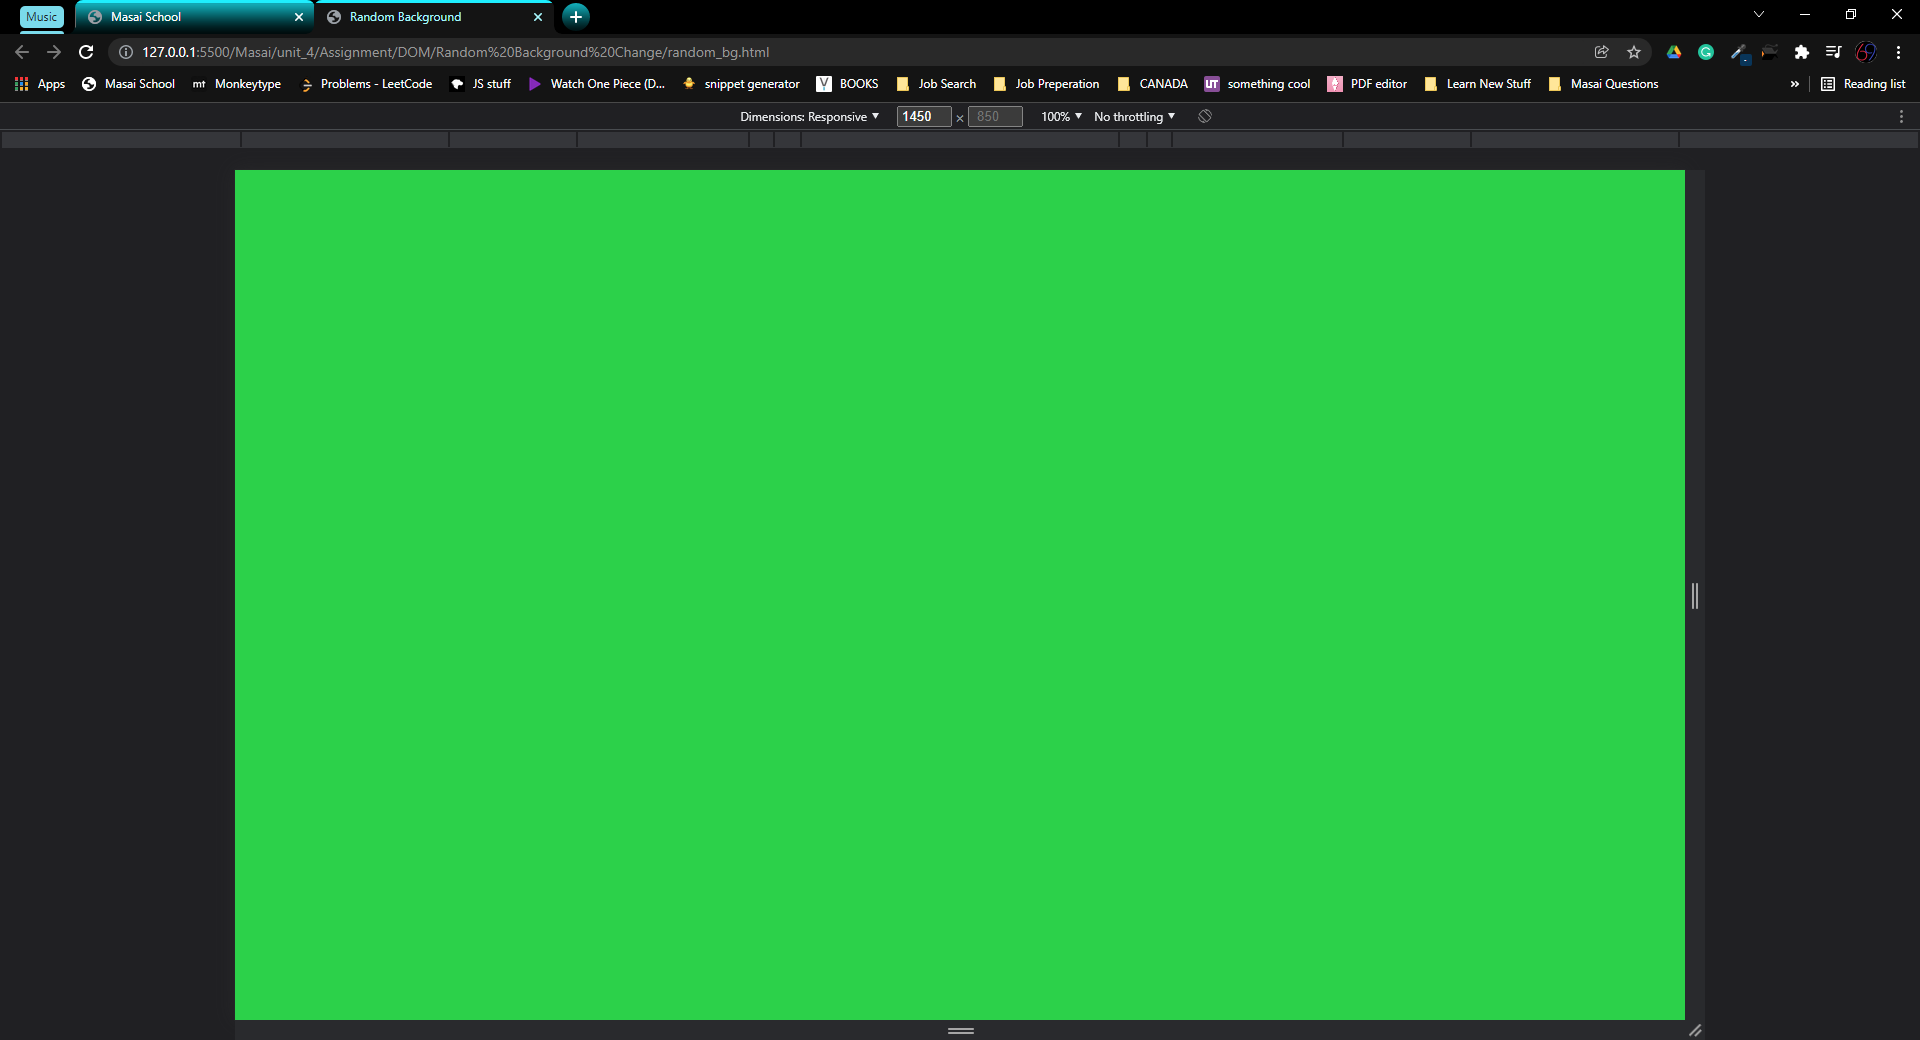 Music Masai School Random Background
127.0.0.1:5500/Masai/unit_4/Assignment/DOM/Random%20Background%20Change/random_bg.html
Apps Masai School mt Monkeytype Problems - LeetCode JS stuff Watch One Piece (D... snippet generator Y BOOKS Job Search Job Preperation CANADA UT something cool PDF editor Learn New Stuff Masai Questions » Reading list
Dimensions: Responsive 1450 × 850 100% No throttling